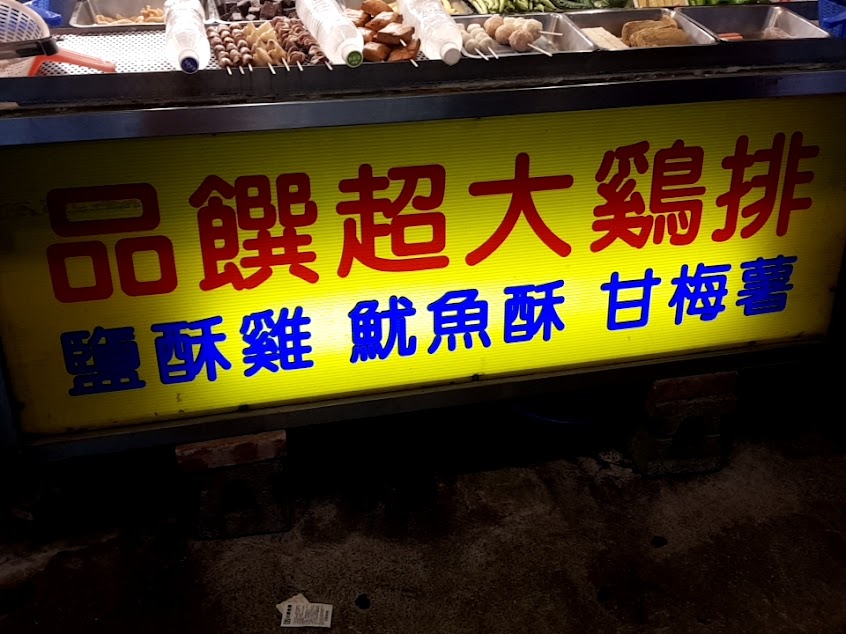 品饌超大鷄排
鹽酥雞 魷魚酥 甘梅薯